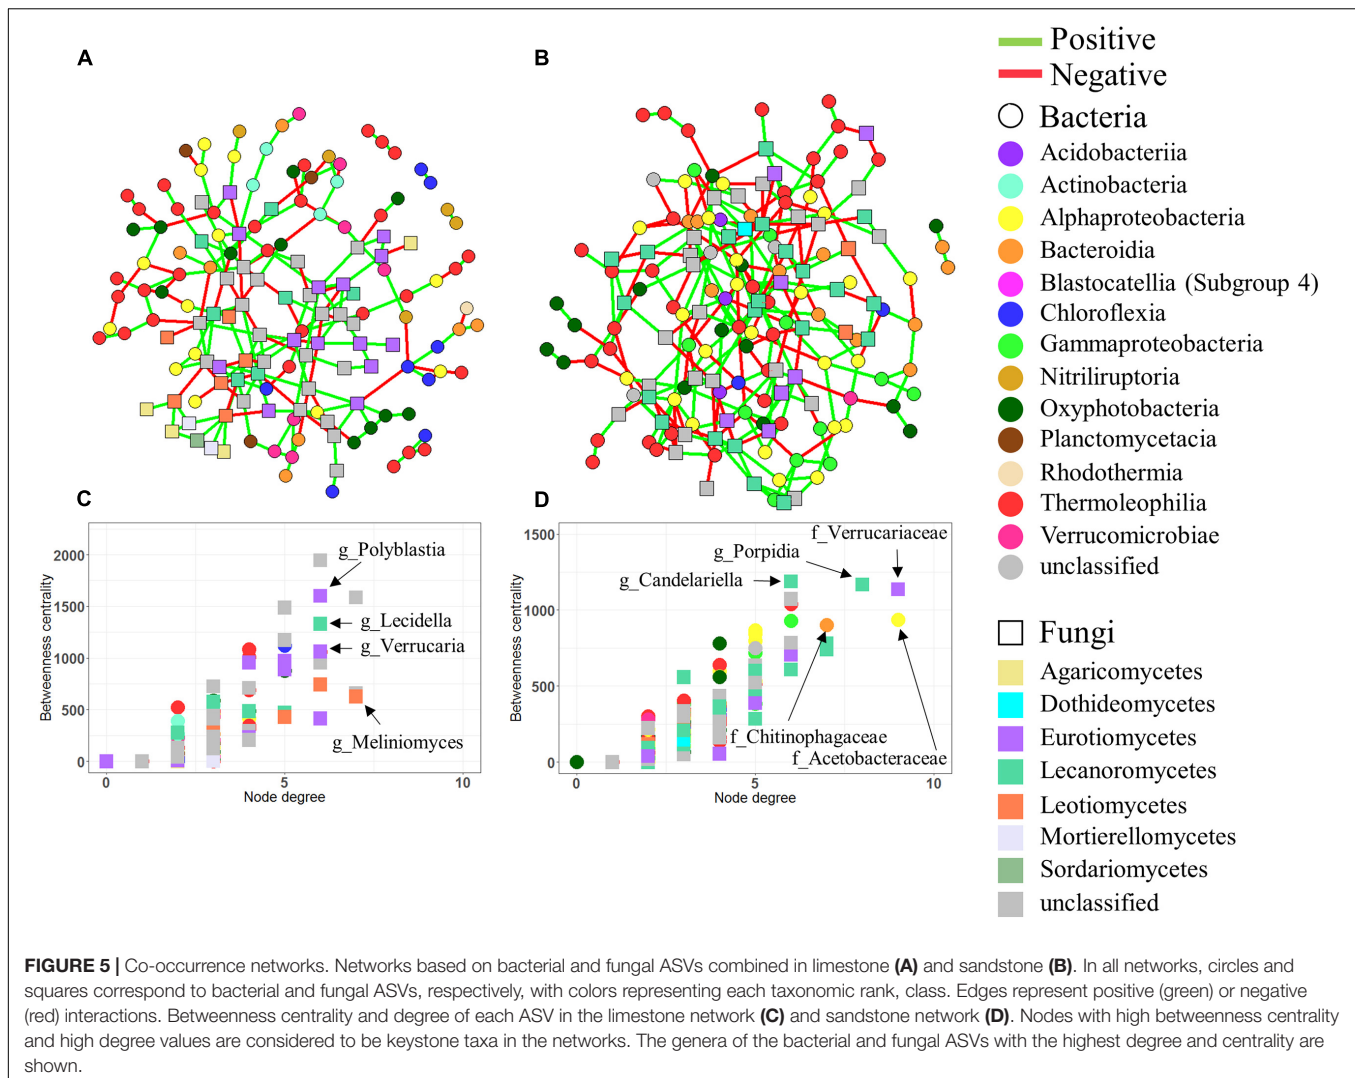 A
B
Positive
Negative
Bacteria
Acidobacteriia
Actinobacteria
Alphaproteobacteria
Bacteroidia
Blastocatellia (Subgroup 4)
Chloroflexia
Gammaproteobacteria
Nitriliruptoria
Oxyphotobacteria
Planctomycetacia
Rhodothermia
Thermoleophilia
Verrucomicrobiae
unclassified
Fungi
Agaricomycetes
Dothideomycetes
Eurotiomycetes
Lecanoromycetes
Leotiomycetes
Mortierellomycetes
Sordariomycetes
unclassified
C
Betweenness centrality
2000
1500
1000
500
0
g_Polyblastia
g_Lecidella
g_Verrucaria
g_Meliniomyces
0
5
10
Node degree
D
Betweenness centrality
1500
1000
500
0
f_Verrucariaceae
g_Porpidia
g_Candelariella
f_Chitinophagaceae
f_Acetobacteraceae
0
5
10
Node degree
FIGURE 5 | Co-occurrence networks. Networks based on bacterial and fungal ASVs combined in limestone (A) and sandstone (B). In all networks, circles and
squares correspond to bacterial and fungal ASVs, respectively, with colors representing each taxonomic rank, class. Edges represent positive (green) or negative
(red) interactions. Betweenness centrality and degree of each ASV in the limestone network (C) and sandstone network (D). Nodes with high betweenness centrality
and high degree values are considered to be keystone taxa in the networks. The genera of the bacterial and fungal ASVs with the highest degree and centrality are
shown.